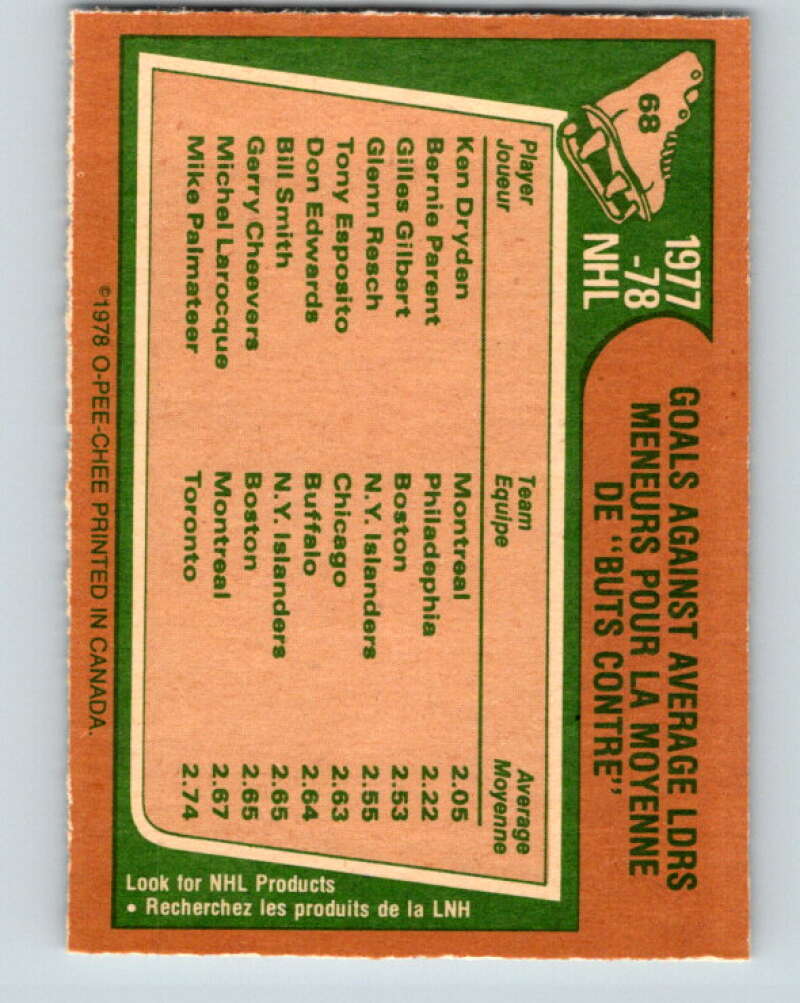 68
1977
-78
NHL
GOALS AGAINST AVERAGE LDRS
MENEURS POUR LA MOYENNE
DE "BUTS CONTRE"
Player Team Average
Joueur Equipe Moyenne
Ken Dryden Montreal 2.05
Bernie Parent Philadephia 2.22
Gilles Gilbert Boston 2.53
Glenn Resch N.Y. Islanders 2.55
Tony Esposito Chicago 2.63
Don Edwards Buffalo 2.64
Bill Smith N.Y. Islanders 2.65
Gerry Cheevers Boston 2.65
Michel Larocque Montreal 2.67
Mike Palmateer Toronto 2.74
Look for NHL Products
• Recherchez les produits de la LNH
©1978 O-PEE-CHEE PRINTED IN CANADA.